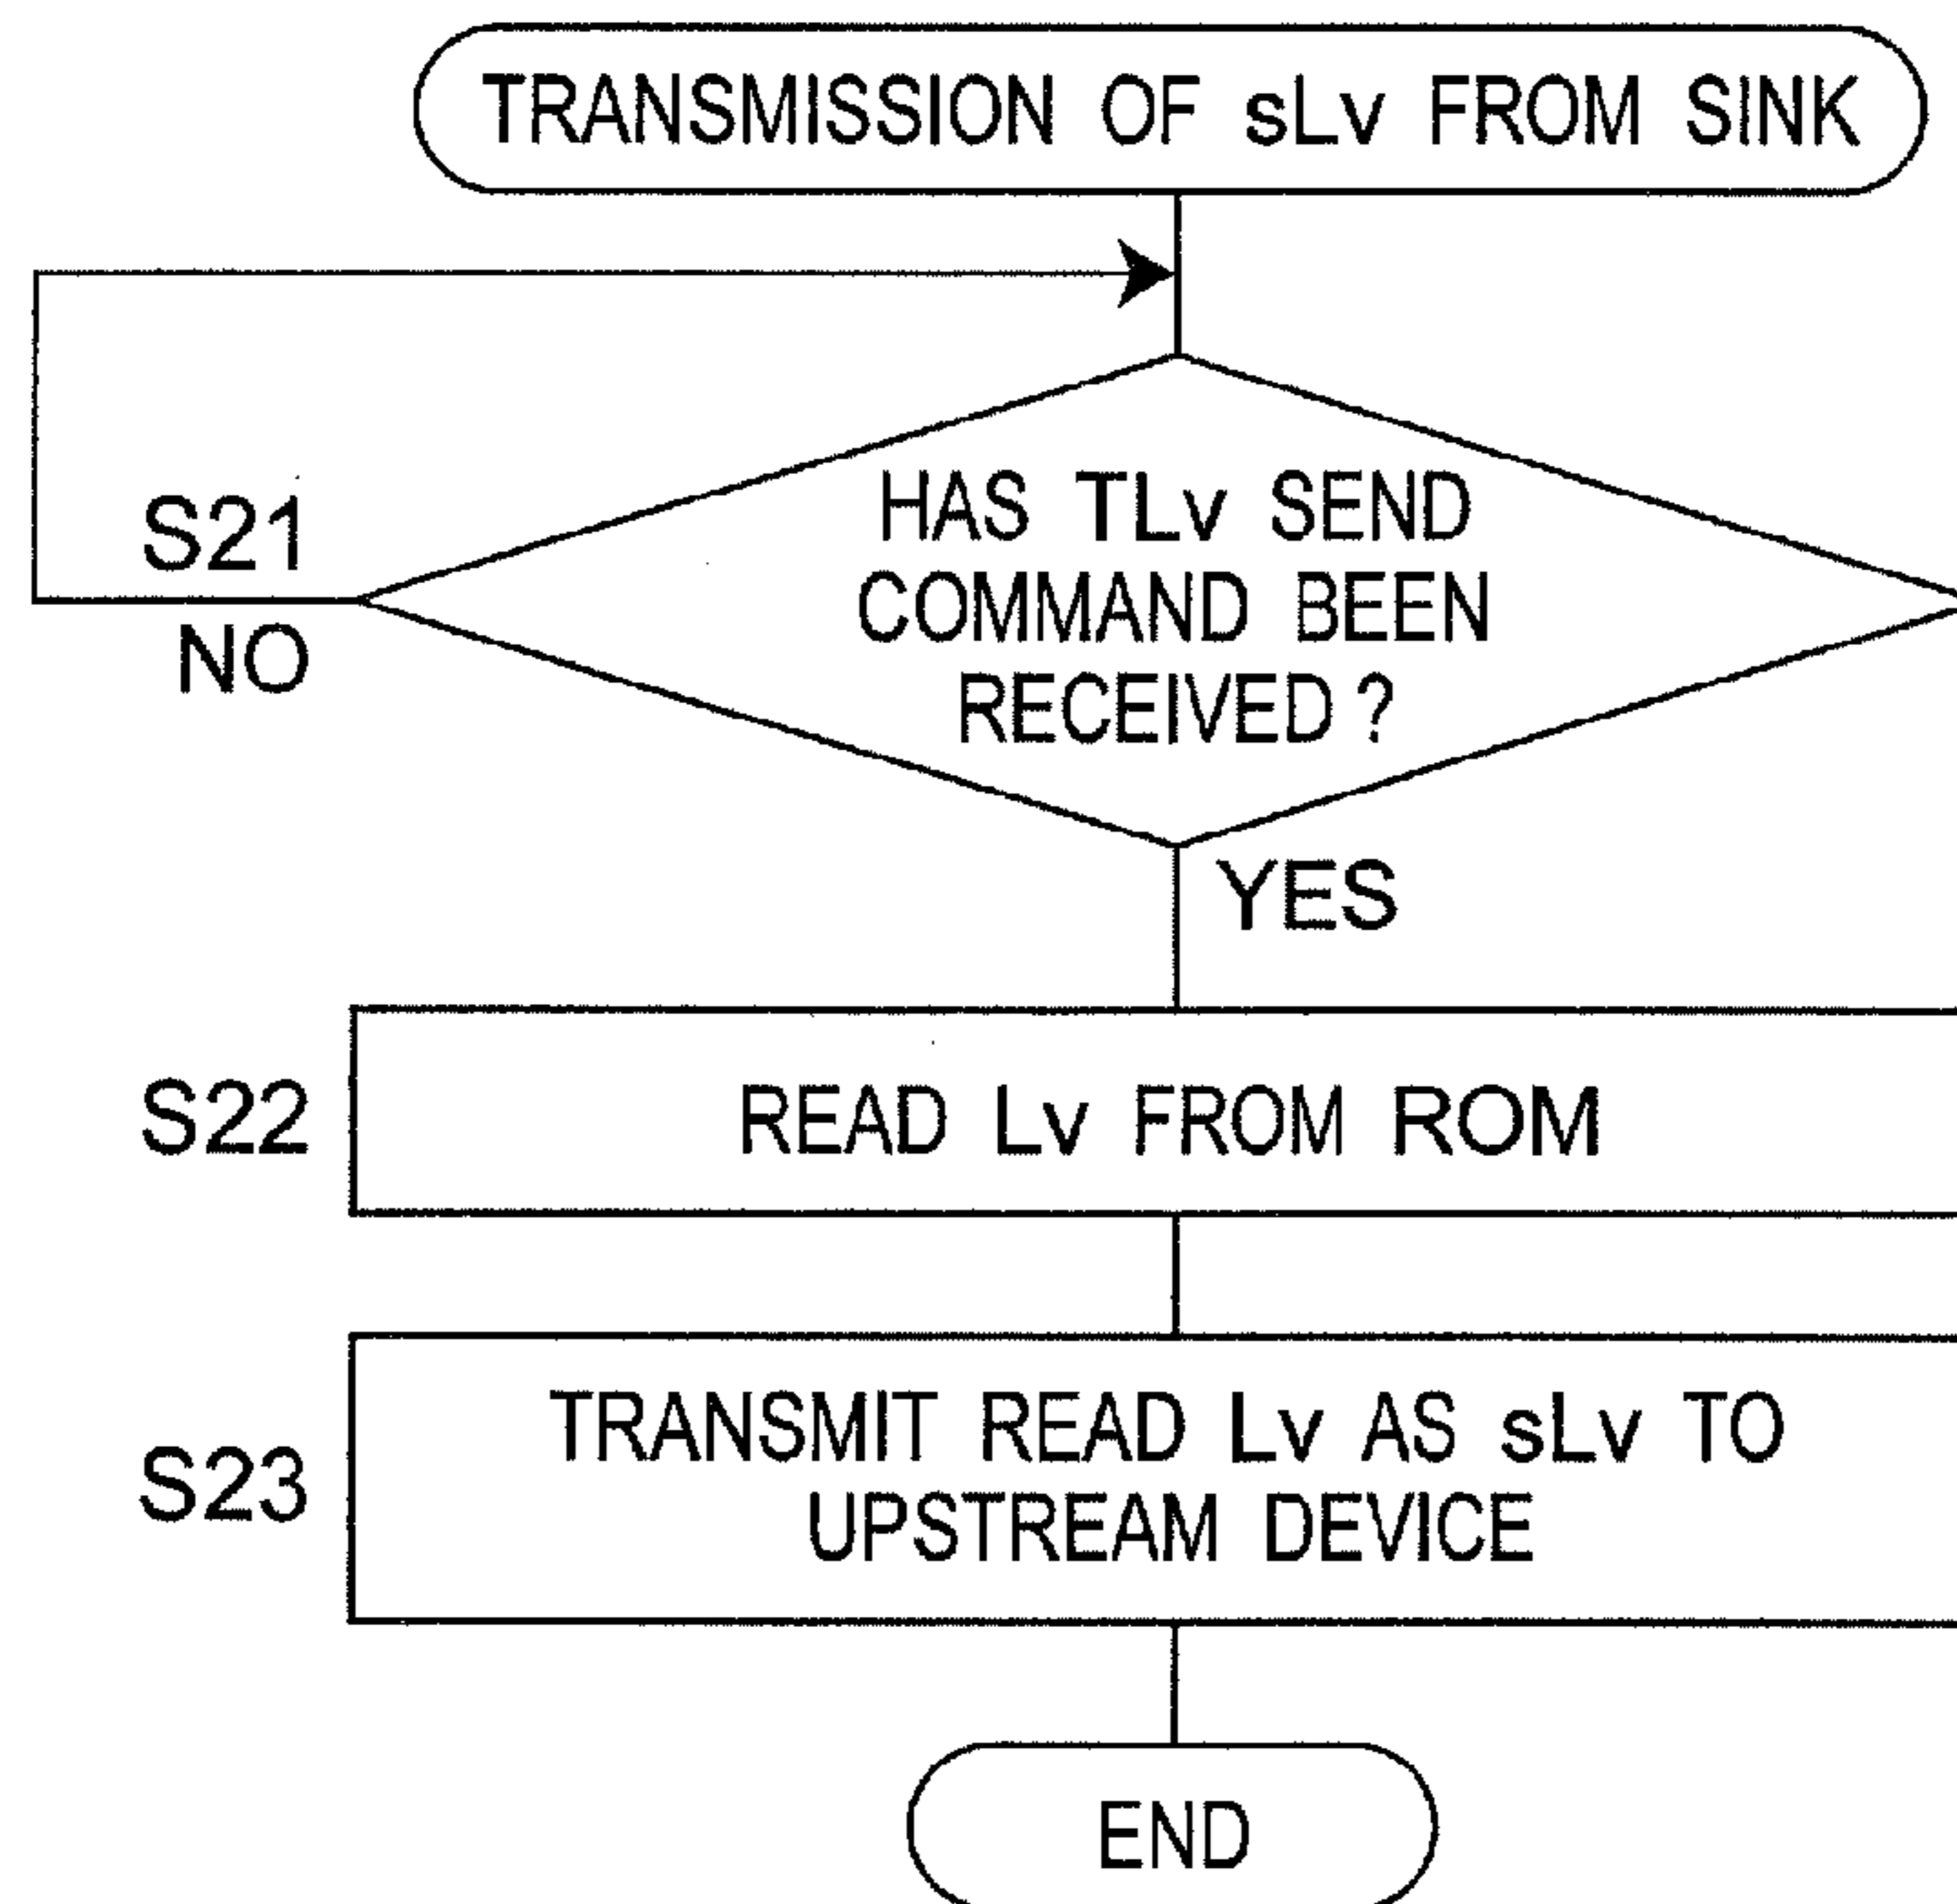 TRANSMISSION OF sLv FROM SINK
S21
HAS TLv SEND
COMMAND BEEN
RECEIVED ?
NO
YES
S22
READ Lv FROM ROM
S23
TRANSMIT READ Lv AS sLv TO
UPSTREAM DEVICE
END